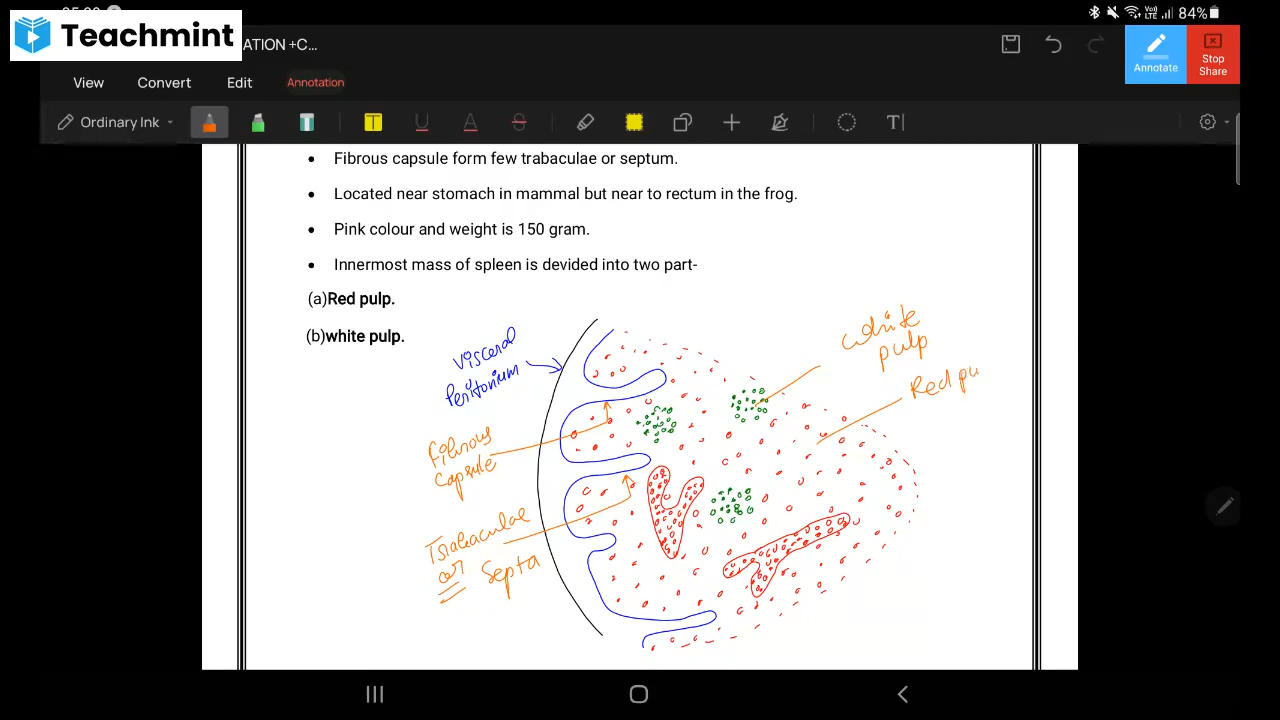 84%
Teachmint
ATION +C...
Annotate
Stop
Share
View Convert Edit Annotation
Ordinary Ink
Fibrous capsule form few trabaculae or septum.
Located near stomach in mammal but near to rectum in the frog.
Pink colour and weight is 150 gram.
Innermost mass of spleen is devided into two part-
(a)Red pulp.
(b)white pulp.
visceral
Peritonium
white
pulp
Red pu
fibrous
capsule
Trabaculae
or
Septa